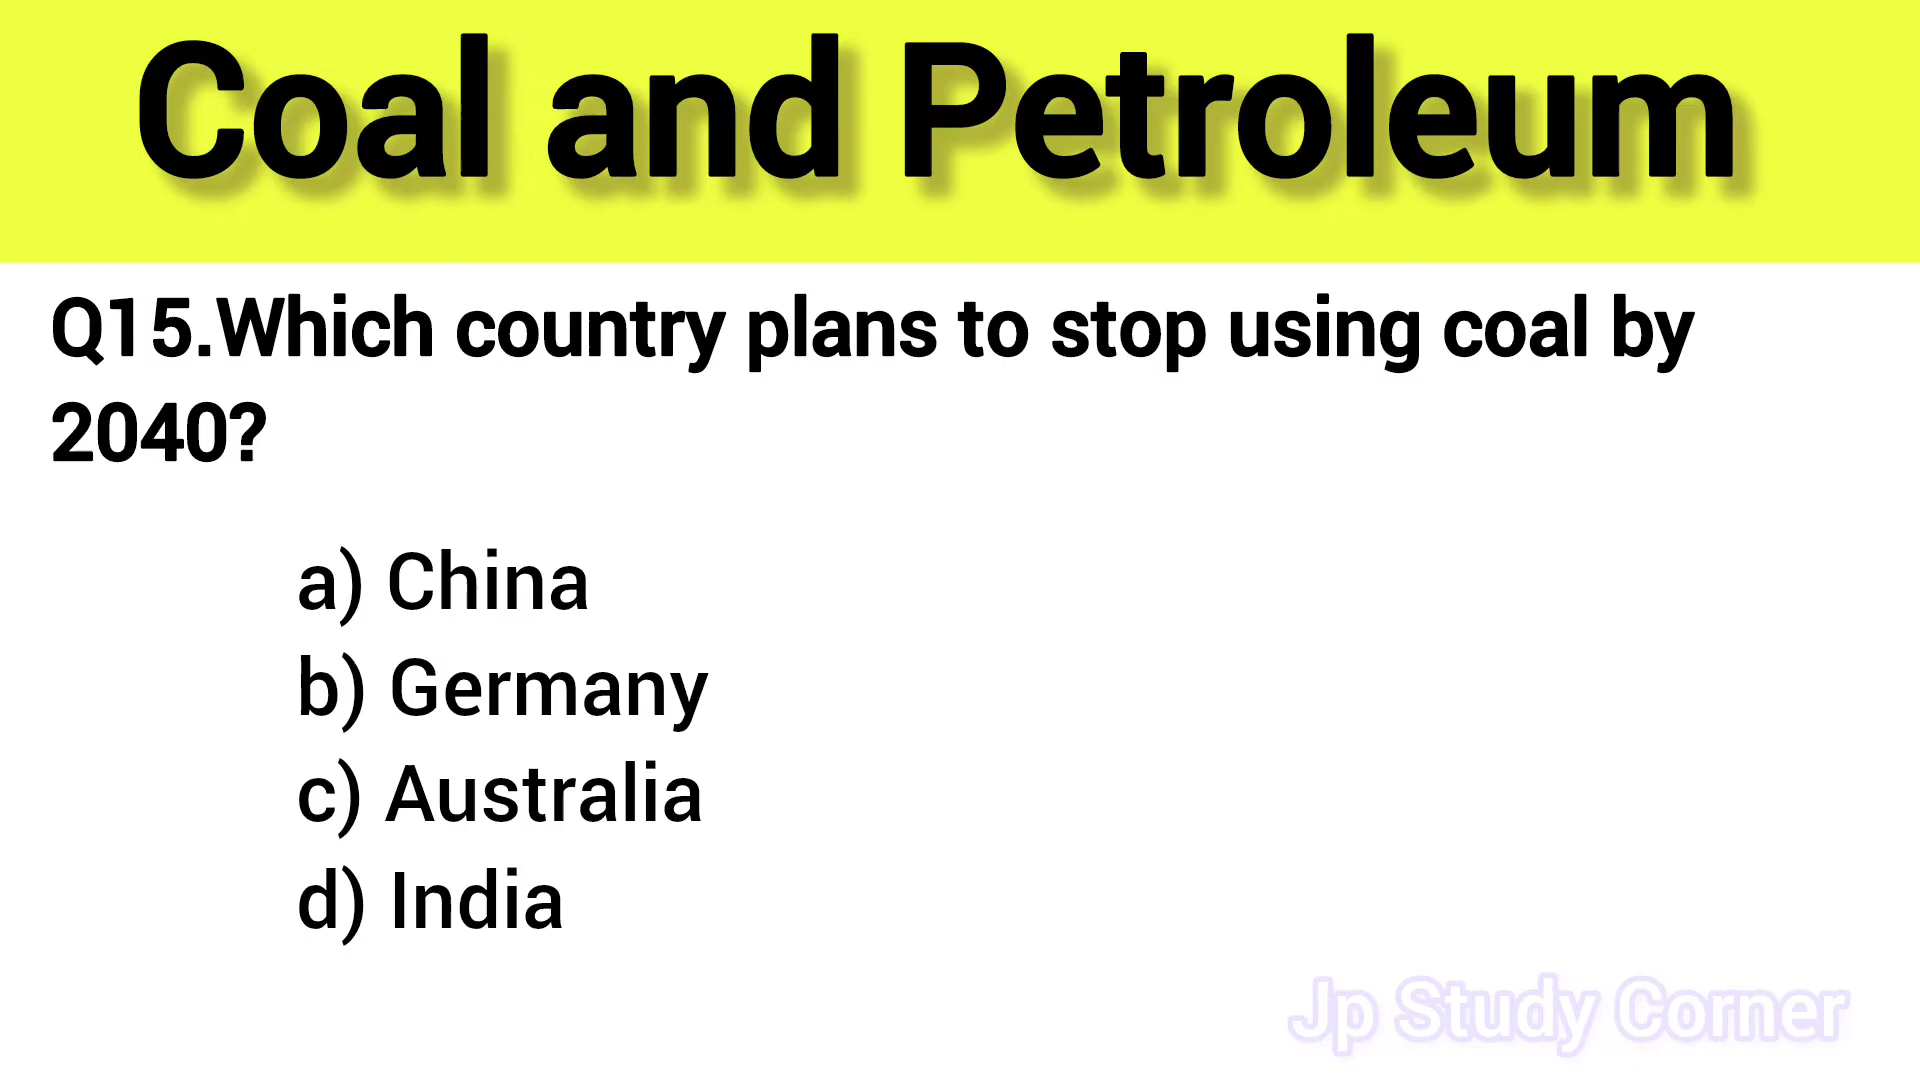 Coal and Petroleum
Q15.Which country plans to stop using coal by
2040?
a) China
b) Germany
c) Australia
d) India
Jp Study Corner